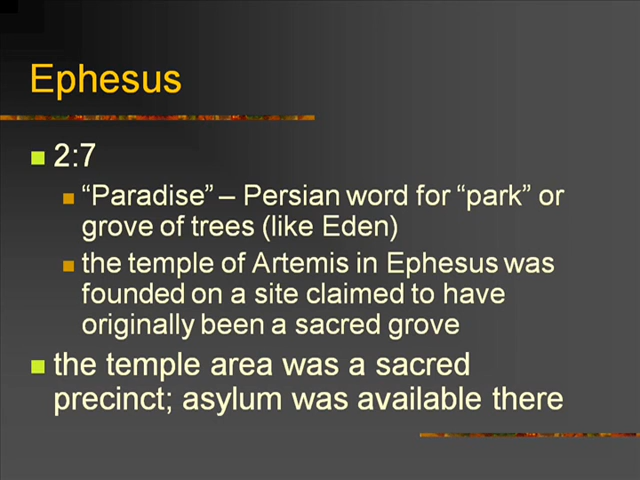 Ephesus
2:7
“Paradise” – Persian word for “park” or
grove of trees (like Eden)
the temple of Artemis in Ephesus was
founded on a site claimed to have
originally been a sacred grove
the temple area was a sacred
precinct; asylum was available there